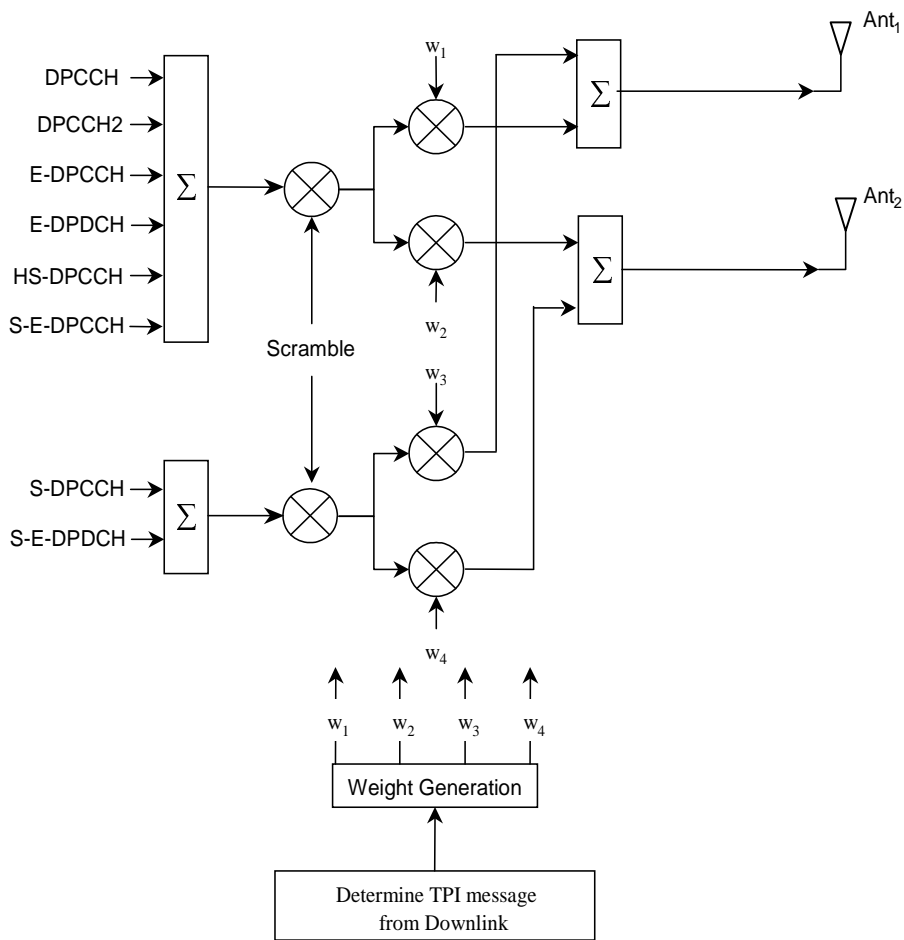 Ant1
w1
DPCCH
Σ
DPCCH2
E-DPCCH
Σ
E-DPDCH
Ant2
HS-DPCCH
Σ
S-E-DPCCH
w2
Scramble
w3
S-DPCCH
Σ
S-E-DPDCH
w4
w1 w2 w3 w4
Weight Generation
Determine TPI message
from Downlink